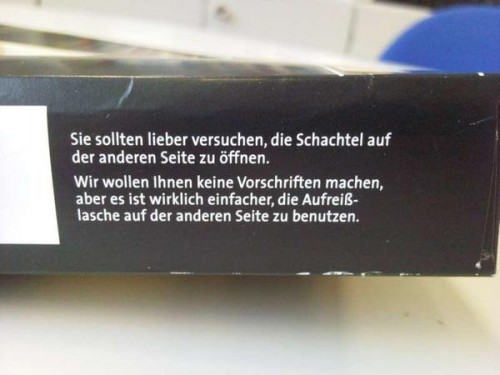 Sie sollten lieber versuchen, die Schachtel auf
der anderen Seite zu öffnen.
Wir wollen Ihnen keine Vorschriften machen,
aber es ist wirklich einfacher, die Aufreiß-
lasche auf der anderen Seite zu benutzen.